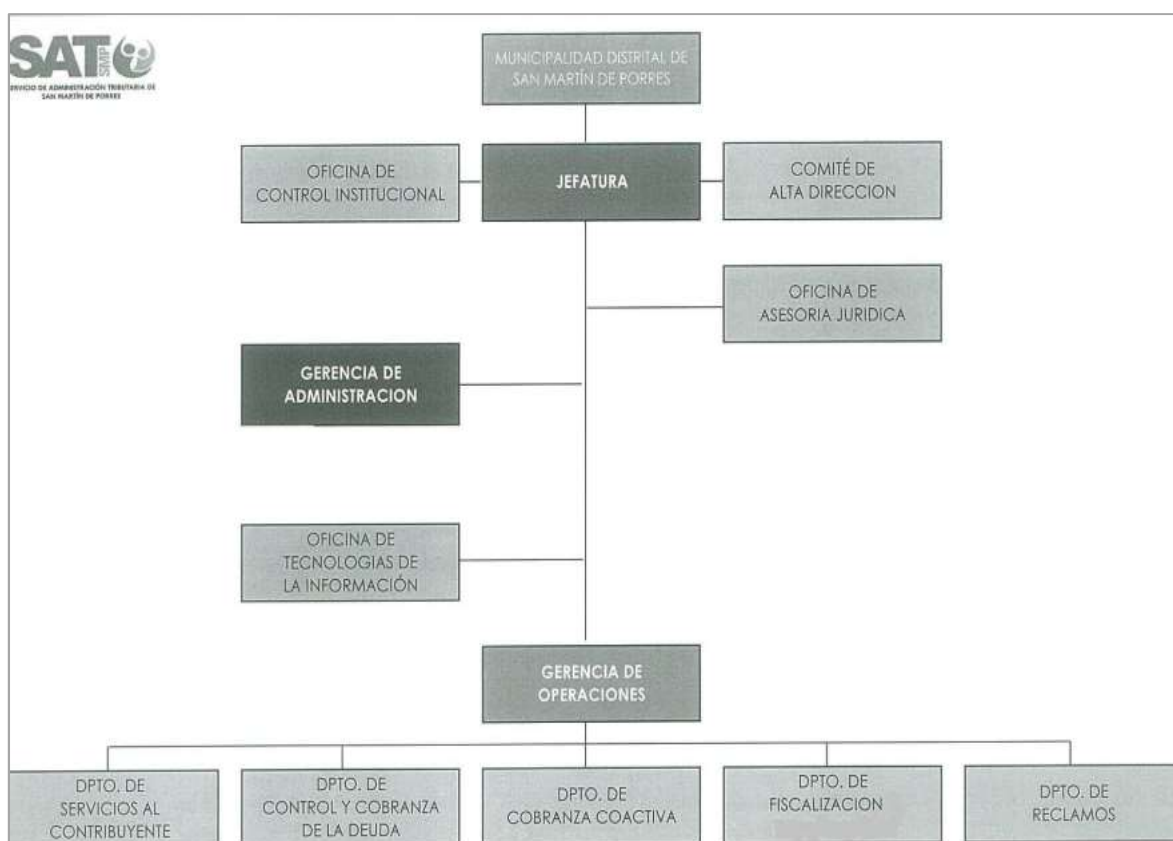 SAT
SMP
SERVICIO DE ADMINISTRACIÓN TRIBUTARIA DE
SAN MARTÍN DE PORRES
MUNICIPALIDAD DISTRITAL DE
SAN MARTÍN DE PORRES
OFICINA DE
CONTROL INSTITUCIONAL
JEFATURA
COMITÉ DE
ALTA DIRECCION
OFICINA DE
ASESORIA JURIDICA
GERENCIA DE
ADMINISTRACION
OFICINA DE
TECNOLOGIAS DE
LA INFORMACIÓN
GERENCIA DE
OPERACIONES
DPTO. DE
SERVICIOS AL
CONTRIBUYENTE
DPTO. DE
CONTROL Y COBRANZA
DE LA DEUDA
DPTO. DE
COBRANZA COACTIVA
DPTO. DE
FISCALIZACION
DPTO. DE
RECLAMOS